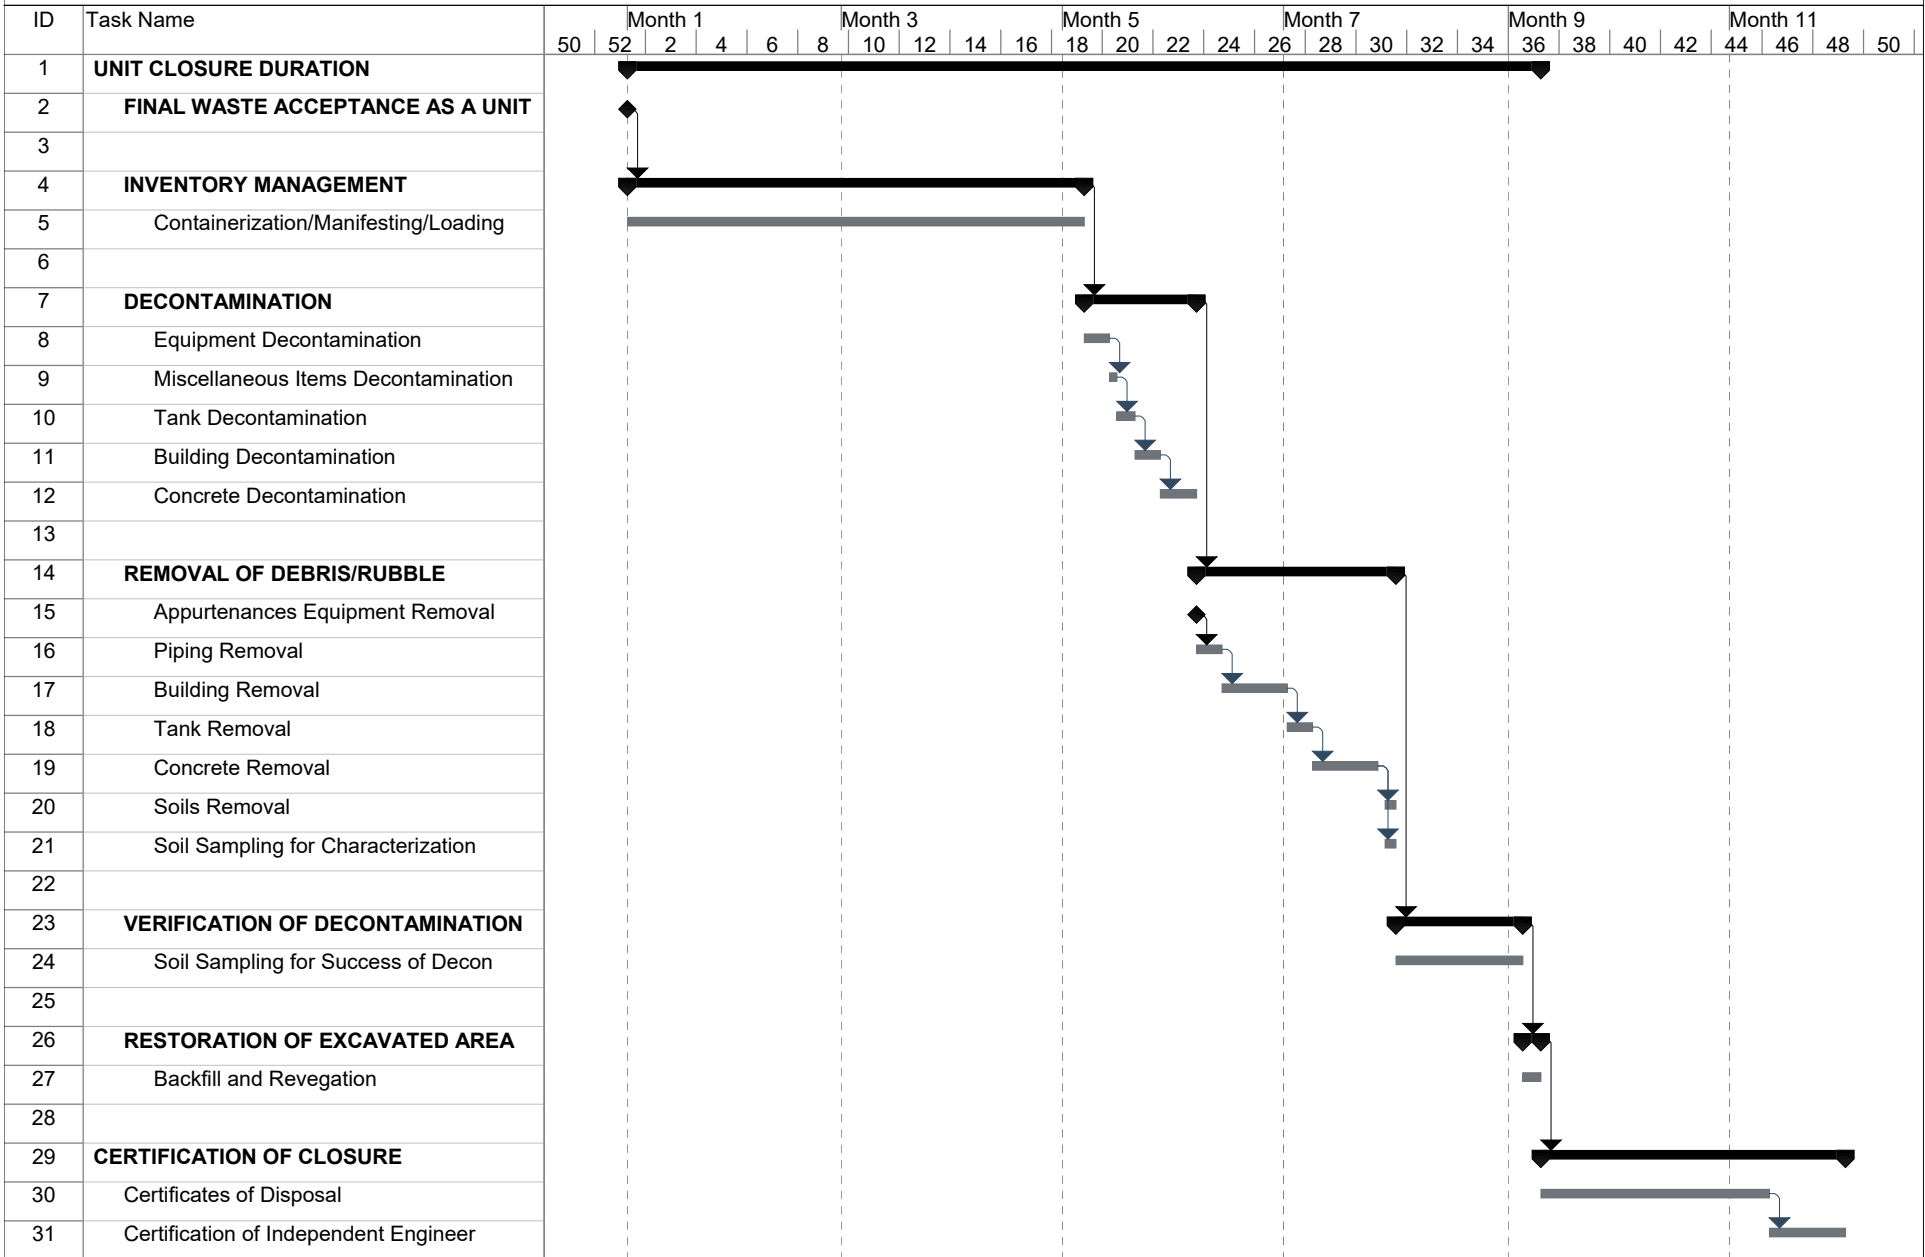 ID Task Name Month 1 Month 3 Month 5 Month 7 Month 9 Month 11
50 52 2 4 6 8 10 12 14 16 18 20 22 24 26 28 30 32 34 36 38 40 42 44 46 48 50
1 UNIT CLOSURE DURATION
2 FINAL WASTE ACCEPTANCE AS A UNIT
3
4 INVENTORY MANAGEMENT
5 Containerization/Manifesting/Loading
6
7 DECONTAMINATION
8 Equipment Decontamination
9 Miscellaneous Items Decontamination
10 Tank Decontamination
11 Building Decontamination
12 Concrete Decontamination
13
14 REMOVAL OF DEBRIS/RUBBLE
15 Appurtenances Equipment Removal
16 Piping Removal
17 Building Removal
18 Tank Removal
19 Concrete Removal
20 Soils Removal
21 Soil Sampling for Characterization
22
23 VERIFICATION OF DECONTAMINATION
24 Soil Sampling for Success of Decon
25
26 RESTORATION OF EXCAVATED AREA
27 Backfill and Revegation
28
29 CERTIFICATION OF CLOSURE
30 Certificates of Disposal
31 Certification of Independent Engineer